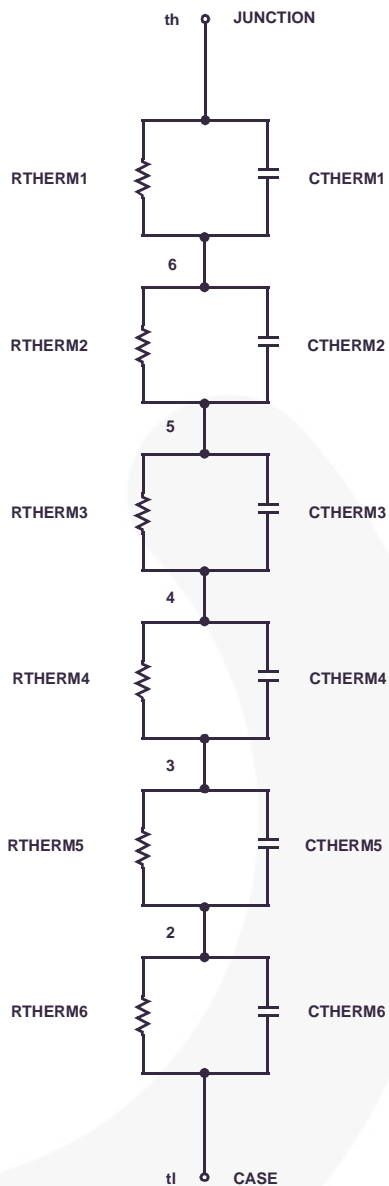 th JUNCTION
RTHERM1 CTHERM1
6
RTHERM2 CTHERM2
5
RTHERM3 CTHERM3
4
RTHERM4 CTHERM4
3
RTHERM5 CTHERM5
2
RTHERM6 CTHERM6
tl CASE